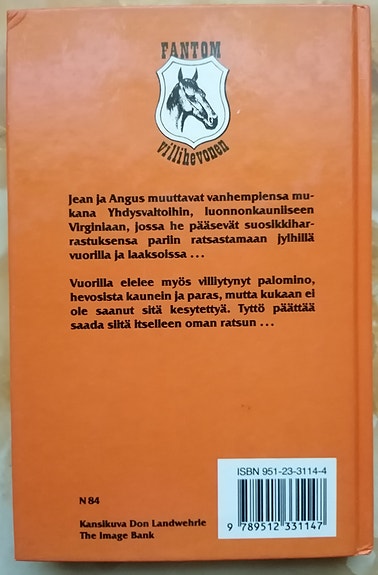 FANTOM
villihevonen
Jean ja Angus muuttavat vanhempiensa mu-
kana Yhdysvaltoihin, luonnonkauniiseen
Virginiaan, jossa he pääsevät suosikkihar-
rastuksensa pariin ratsastamaan jylhillä
vuorilla ja laaksoissa ...
Vuorilla elelee myös villiytynyt palomino,
hevosista kaunein ja paras, mutta kukaan ei
ole saanut sitä kesytettyä. Tyttö päättää
saada siitä itselleen oman ratsun ...
ISBN 951-23-3114-4
N 84
Kansikuva Don Landwehrle
The Image Bank
9 789512 331147